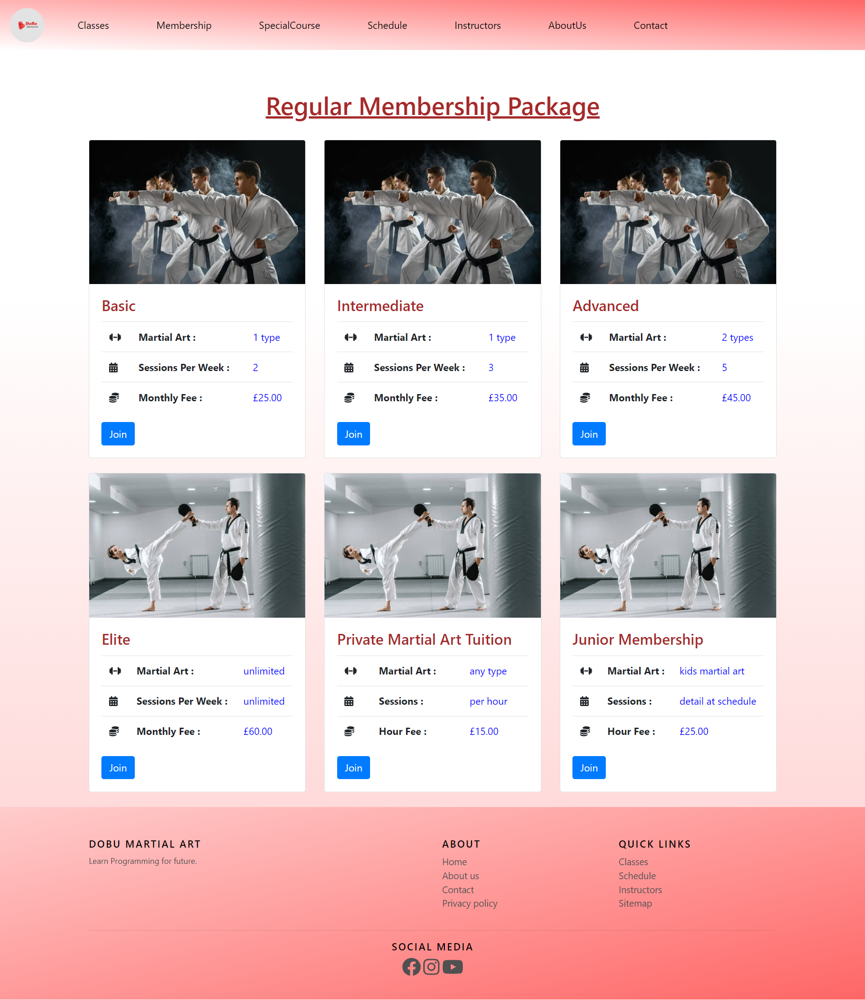 DoBu
Martial Art
Classes Membership SpecialCourse Schedule Instructors AboutUs Contact
Regular Membership Package
Basic
Martial Art : 1 type
Sessions Per Week : 2
Monthly Fee : £25.00
Join
Intermediate
Martial Art : 1 type
Sessions Per Week : 3
Monthly Fee : £35.00
Join
Advanced
Martial Art : 2 types
Sessions Per Week : 5
Monthly Fee : £45.00
Join
Elite
Martial Art : unlimited
Sessions Per Week : unlimited
Monthly Fee : £60.00
Join
Private Martial Art Tuition
Martial Art : any type
Sessions : per hour
Hour Fee : £15.00
Join
Junior Membership
Martial Art : kids martial art
Sessions : detail at schedule
Hour Fee : £25.00
Join
DOBU MARTIAL ART
Learn Programming for future.
ABOUT
Home
About us
Contact
Privacy policy
QUICK LINKS
Classes
Schedule
Instructors
Sitemap
SOCIAL MEDIA